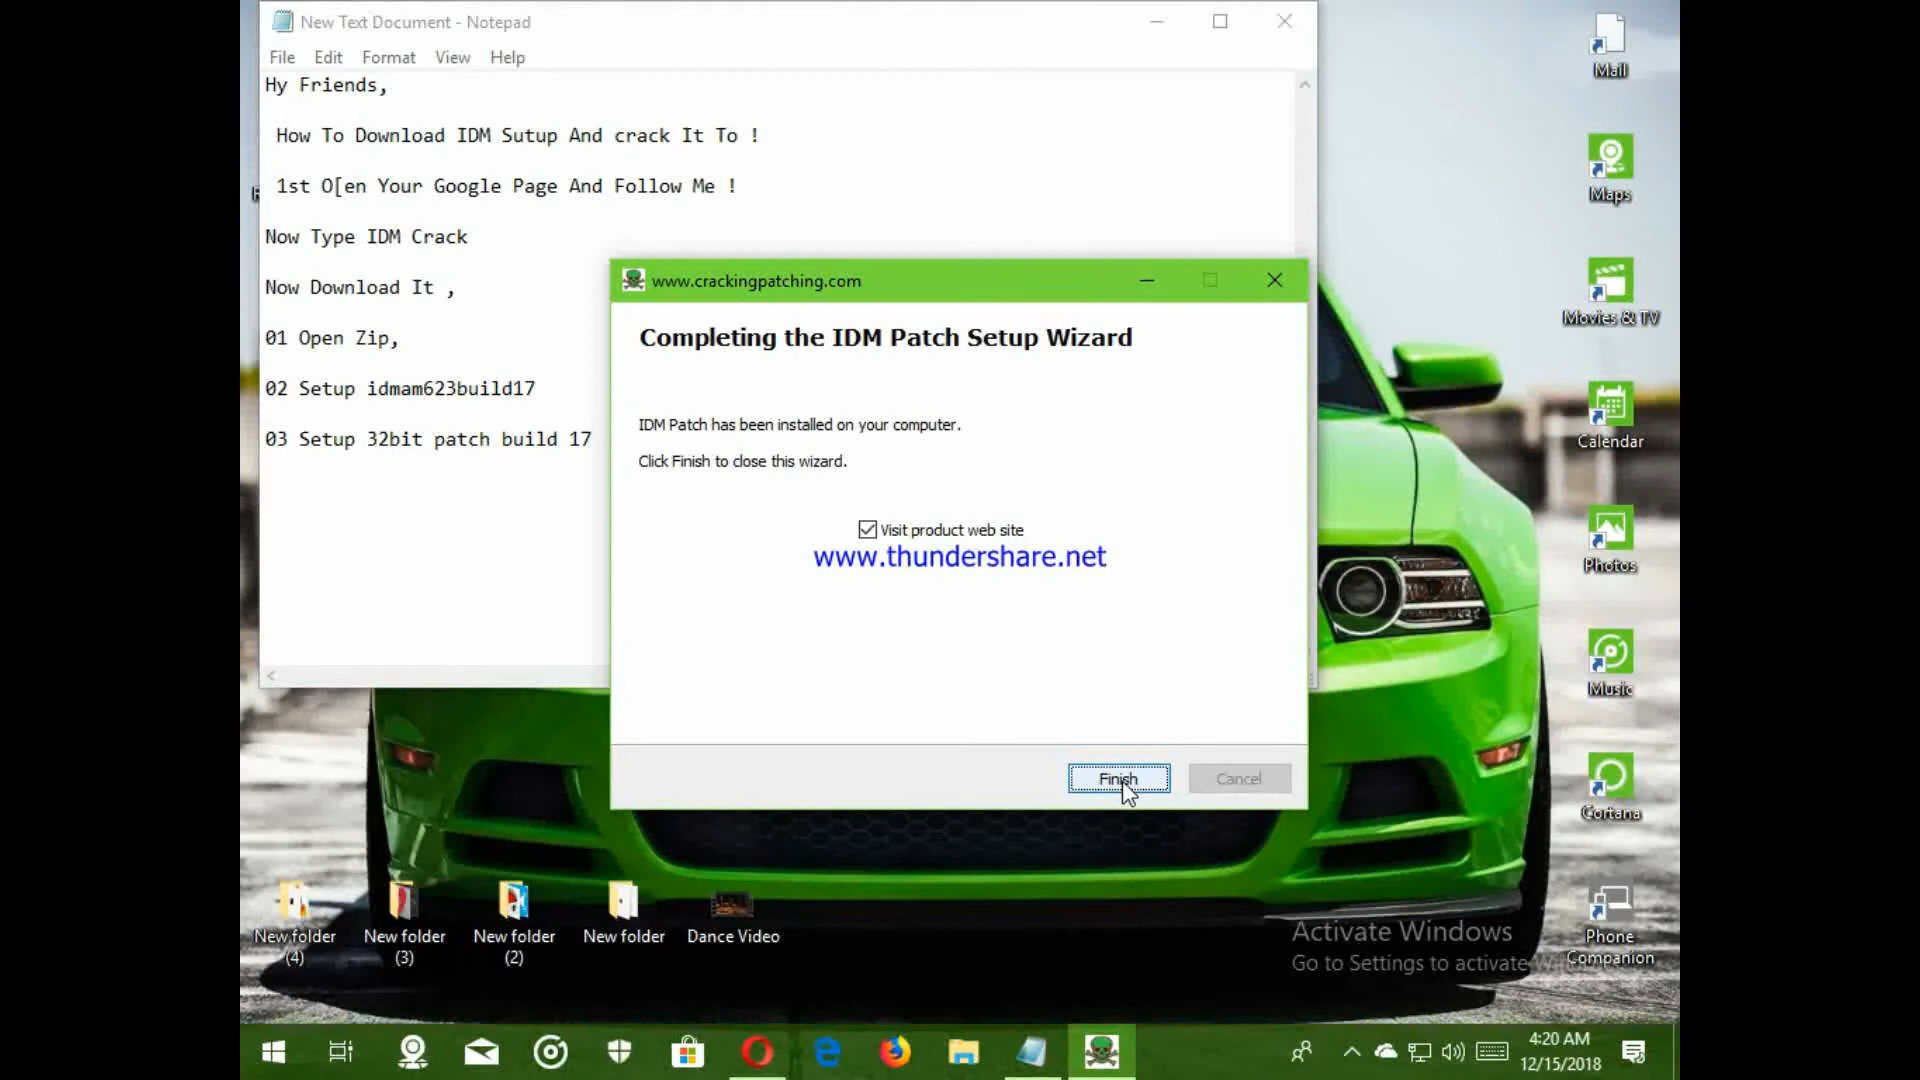 New Text Document - Notepad
File Edit Format View Help
Hy Friends,
How To Download IDM Sutup And crack It To !
1st O[en Your Google Page And Follow Me !
Now Type IDM Crack
Now Download It ,
01 Open Zip,
02 Setup idmam623build17
03 Setup 32bit patch build 17
www.crackingpatching.com
Completing the IDM Patch Setup Wizard
IDM Patch has been installed on your computer.
Click Finish to close this wizard.
Visit product web site
www.thundershare.net
Finish Cancel
Mail
Maps
Movies & TV
Calendar
Photos
Music
Cortana
Phone
Companion
New folder
(4)
New folder
(3)
New folder
(2)
New folder
Dance Video
Activate Windows
Go to Settings to activate
4:20 AM
12/15/2018